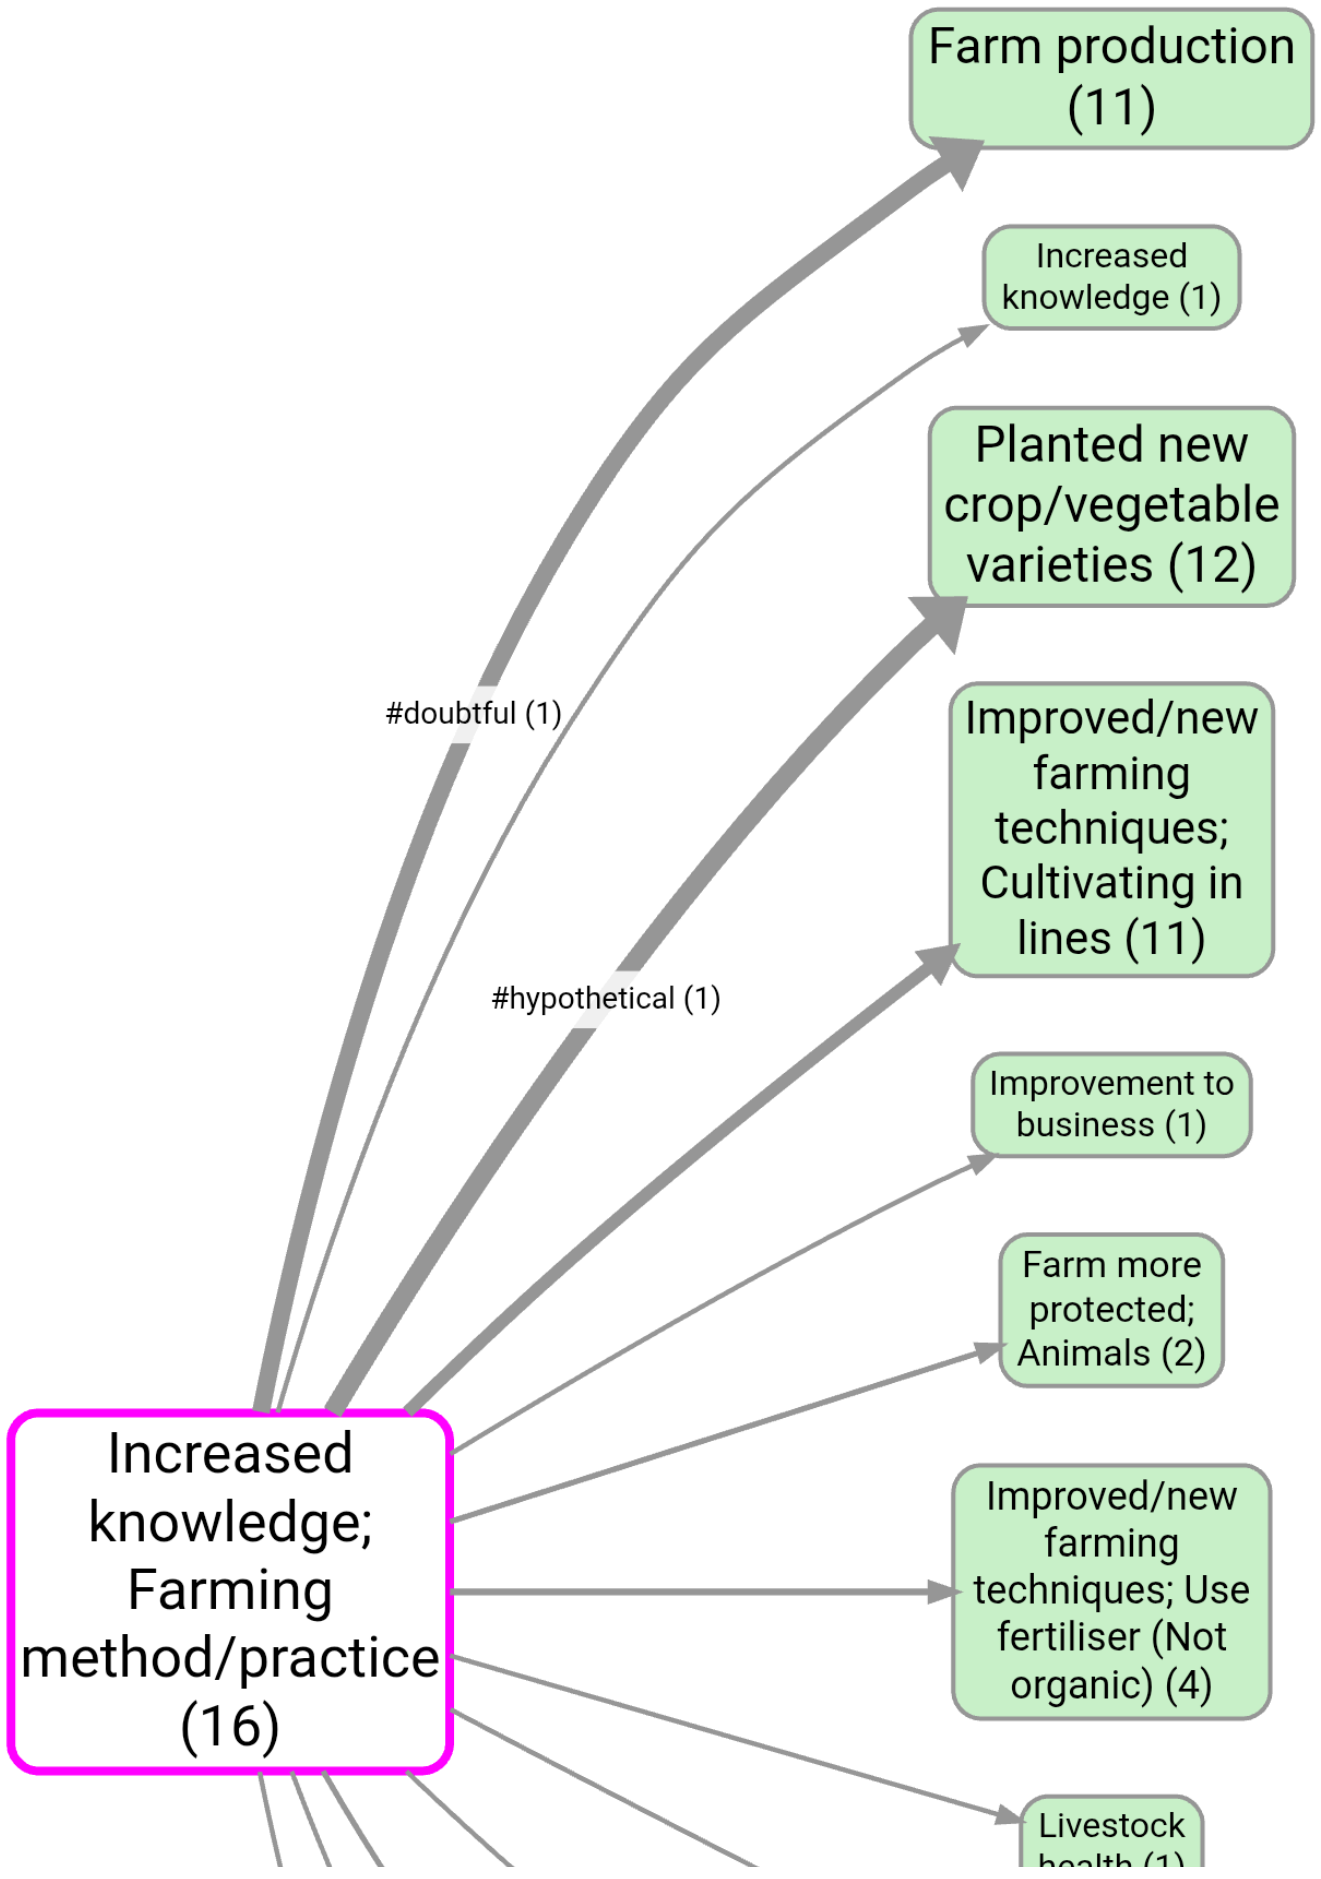 Farm production
(11)
Increased
knowledge (1)
Planted new
crop/vegetable
varieties (12)
#doubtful (1)
Improved/new
farming
techniques;
Cultivating in
lines (11)
#hypothetical (1)
Improvement to
business (1)
Farm more
protected;
Animals (2)
Increased
knowledge;
Farming
method/practice
(16)
Improved/new
farming
techniques; Use
fertiliser (Not
organic) (4)
Livestock
health (1)